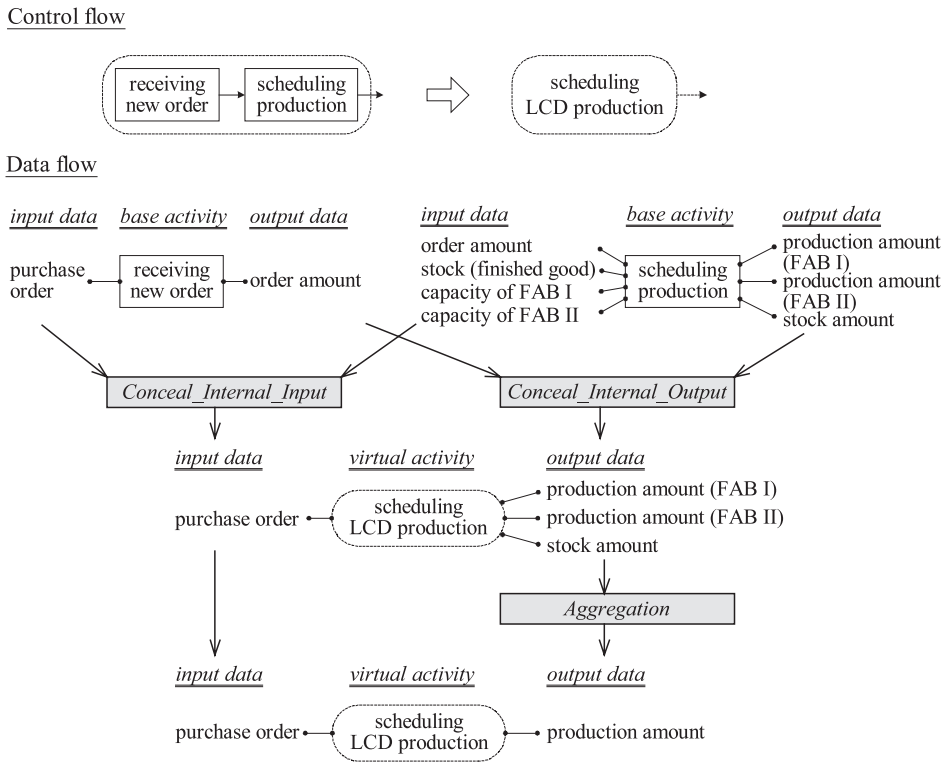 Control flow
receiving
new order
scheduling
production
scheduling
LCD production
Data flow
input data
base activity
output data
purchase
order
receiving
new order
order amount
input data
base activity
output data
order amount
stock (finished good)
capacity of FAB I
capacity of FAB II
scheduling
production
production amount
(FAB I)
production amount
(FAB II)
stock amount
Conceal_Internal_Input
Conceal_Internal_Output
input data
virtual activity
output data
purchase order
scheduling
LCD production
production amount (FAB I)
production amount (FAB II)
stock amount
Aggregation
input data
virtual activity
output data
purchase order
scheduling
LCD production
production amount